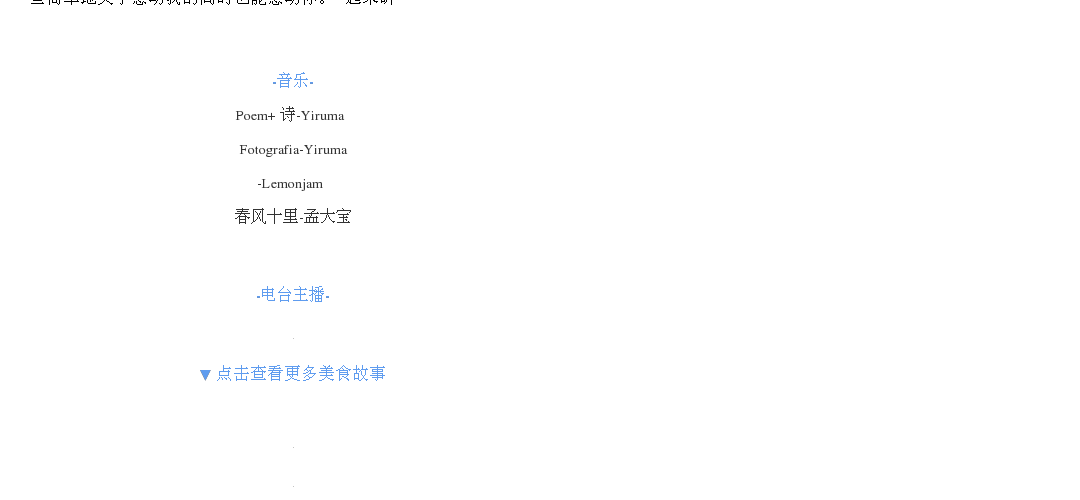 -音乐-
Poem+ 诗-Yiruma
Fotografia-Yiruma
-Lemonjam
春风十里-孟大宝
-电台主播-
▼ 点击查看更多美食故事